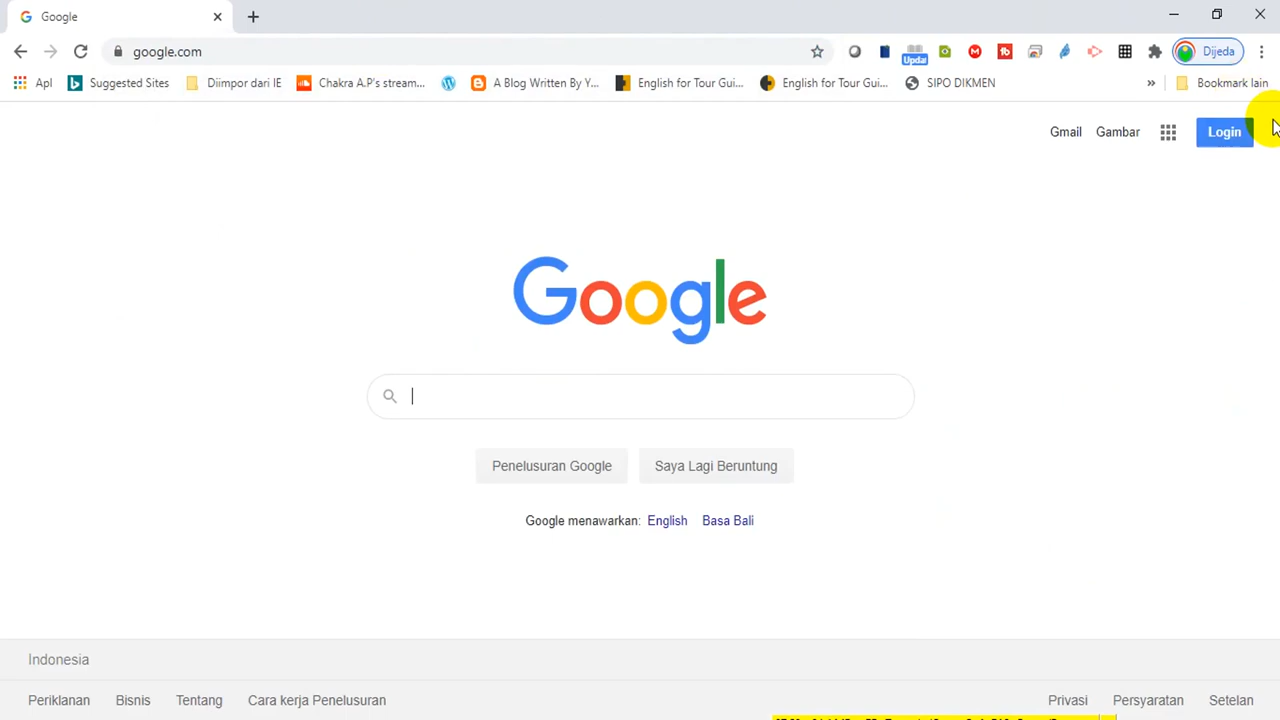 Google
google.com
Upda
Dijeda
Apl
Suggested Sites
Diimpor dari IE
Chakra A.P's stream...
A Blog Written By Y...
English for Tour Gui...
English for Tour Gui...
SIPO DIKMEN
»
Bookmark lain
Gmail
Gambar
Login
Google
Penelusuran Google
Saya Lagi Beruntung
Google menawarkan: English Basa Bali
Indonesia
Periklanan
Bisnis
Tentang
Cara kerja Penelusuran
Privasi
Persyaratan
Setelan